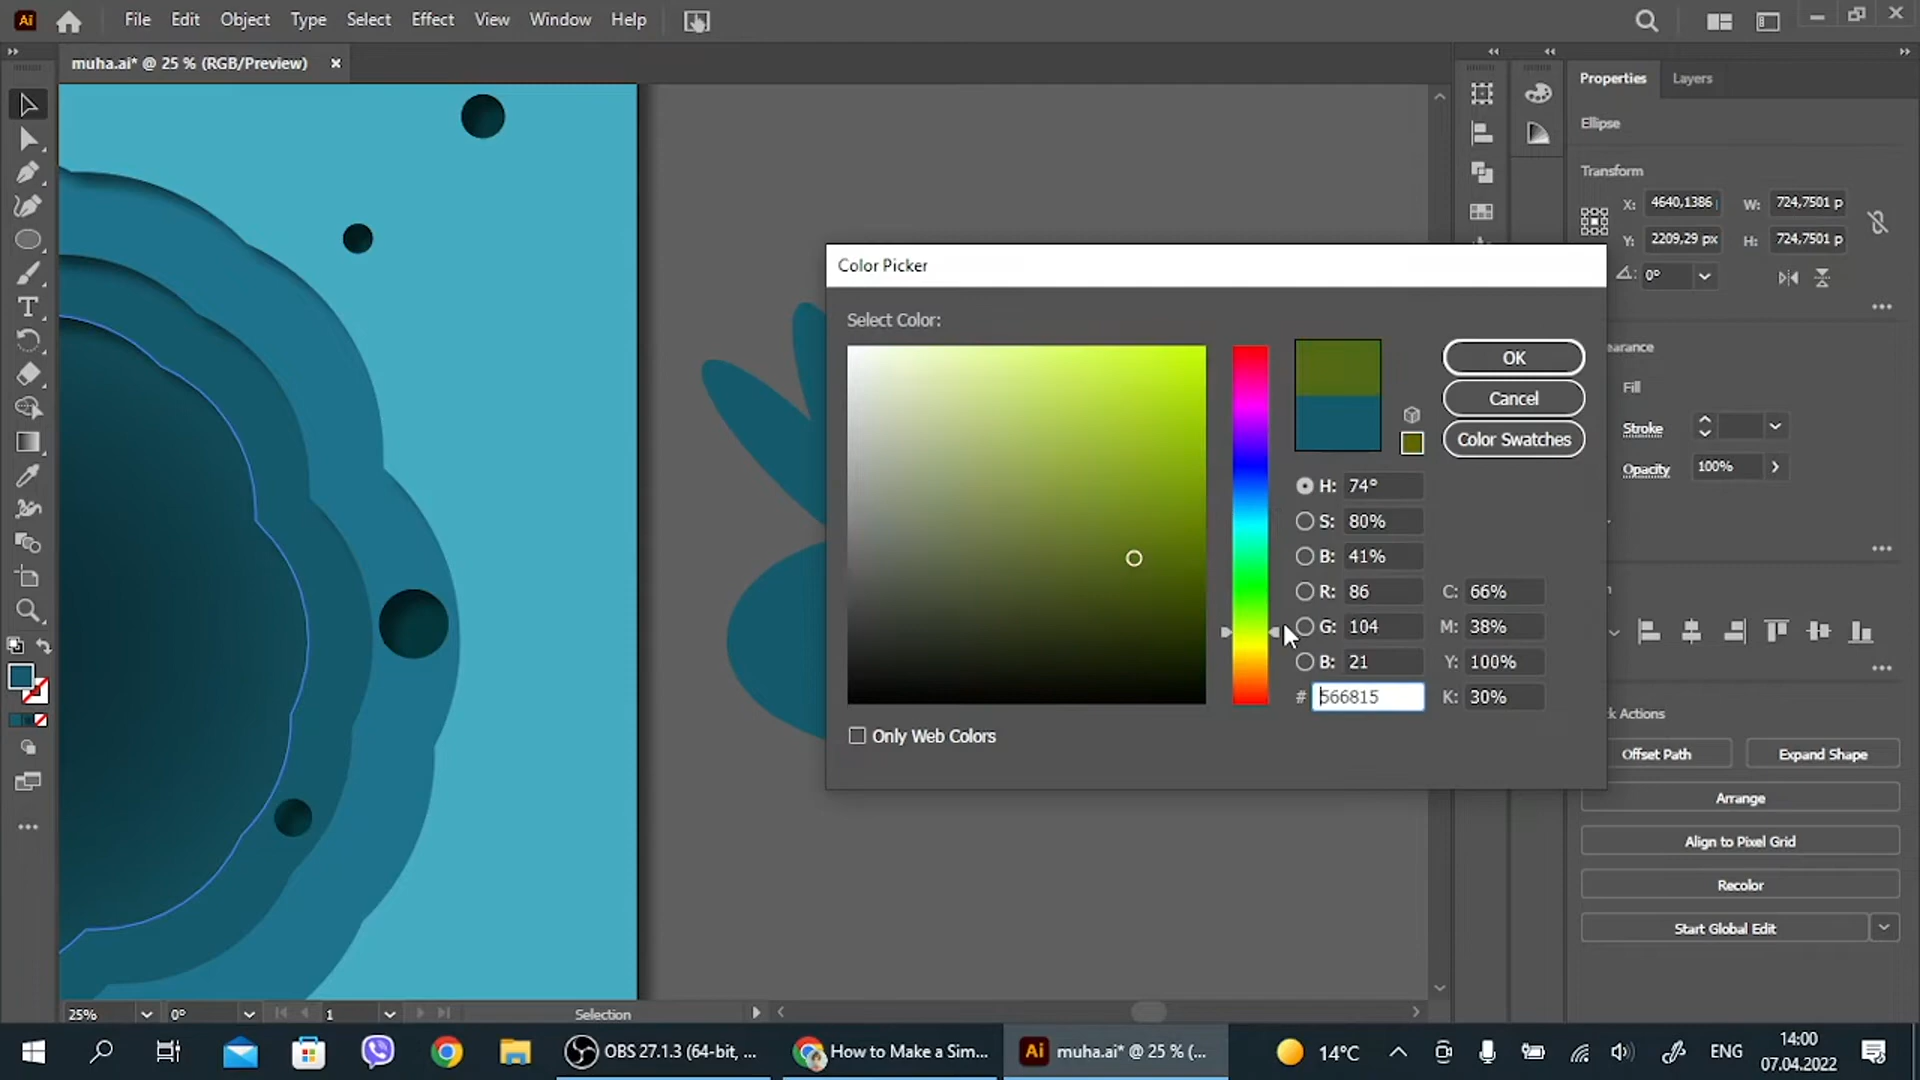 Ai File Edit Object Type Select Effect View Window Help
muha.ai* @ 25 % (RGB/Preview) ×
Properties Layers
Ellipse
Transform
X: 4640,1386 W: 724,7501 p
Y: 2209,29 px H: 724,7501 p
0°
Color Picker
Select Color:
OK
Cancel
Color Swatches
H: 74°
S: 80%
B: 41%
R: 86 C: 66%
G: 104 M: 38%
B: 21 Y: 100%
# 566815 K: 30%
Only Web Colors
earance
Fill
Stroke
Opacity 100%
k Actions
Offset Path Expand Shape
Arrange
Align to Pixel Grid
Recolor
Start Global Edit
25% 0° 1 Selection
OBS 27.1.3 (64-bit, ... How to Make a Sim... Ai muha.ai* @ 25 % (... 14°C ENG 14:00
07.04.2022